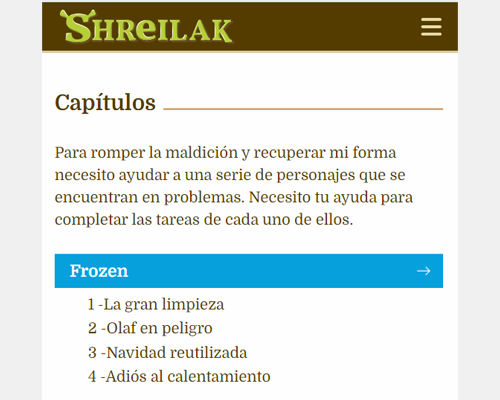 SHREILAK
Capítulos
Para romper la maldición y recuperar mi forma
necesito ayudar a una serie de personajes que se
encuentran en problemas. Necesito tu ayuda para
completar las tareas de cada uno de ellos.
Frozen →
1 -La gran limpieza
2 -Olaf en peligro
3 -Navidad reutilizada
4 -Adiós al calentamiento